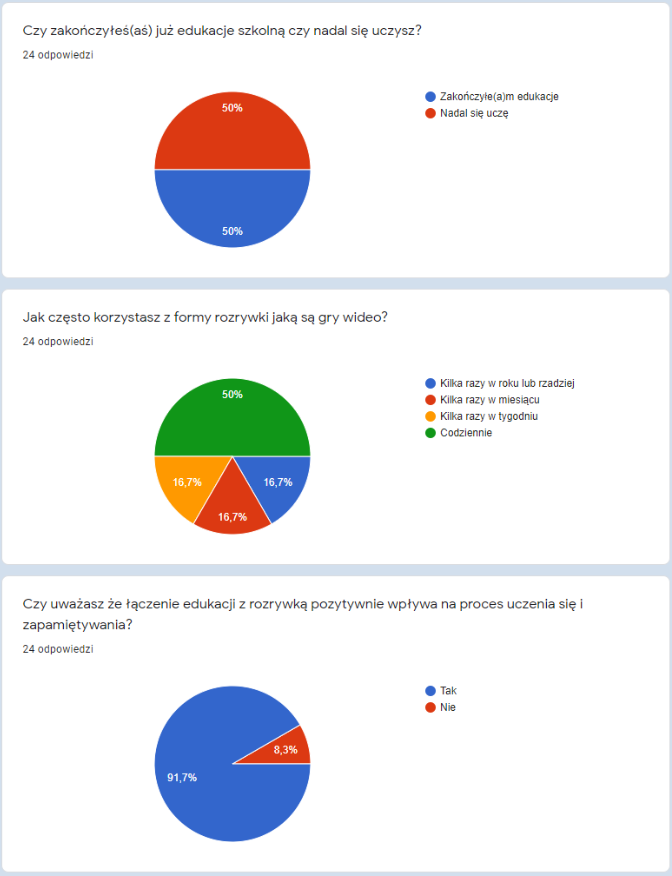 Czy zakończyłeś(aś) już edukacje szkolną czy nadal się uczysz?
24 odpowiedzi
50%
50%
Zakończyłe(a)m edukacje
Nadal się uczę
Jak często korzystasz z formy rozrywki jaką są gry wideo?
24 odpowiedzi
50%
16,7%
16,7%
16,7%
Kilka razy w roku lub rzadziej
Kilka razy w miesiącu
Kilka razy w tygodniu
Codziennie
Czy uważasz że łączenie edukacji z rozrywką pozytywnie wpływa na proces uczenia się i
zapamiętywania?
24 odpowiedzi
8,3%
91,7%
Tak
Nie